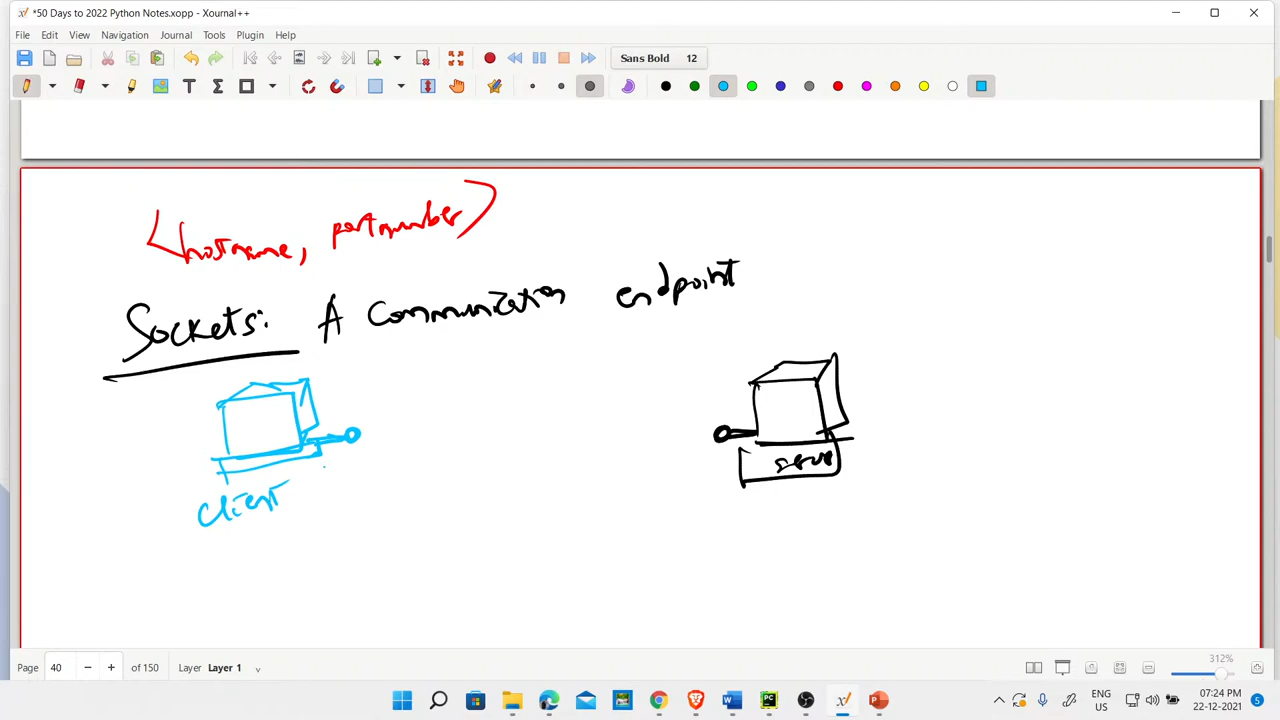 *50 Days to 2022 Python Notes.xopp - Xournal++
File Edit View Navigation Journal Tools Plugin Help
Sans Bold 12
<hostname, portnumber>
Sockets: A Communication endpoint
client
serve
Page 40 - + of 150 Layer Layer 1
312%
ENG
US
07:24 PM
22-12-2021
5